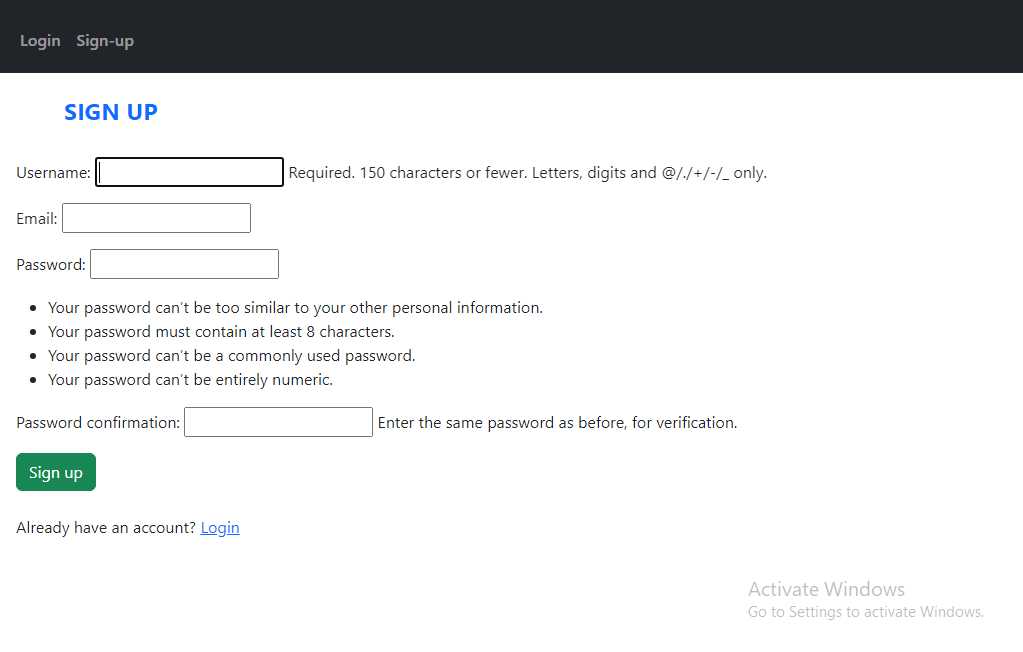 Login Sign-up
SIGN UP
Username: Required. 150 characters or fewer. Letters, digits and @/./+/-/_ only.
Email:
Password:
• Your password can't be too similar to your other personal information.
• Your password must contain at least 8 characters.
• Your password can't be a commonly used password.
• Your password can't be entirely numeric.
Password confirmation: Enter the same password as before, for verification.
Sign up
Already have an account? Login
Activate Windows
Go to Settings to activate Windows.